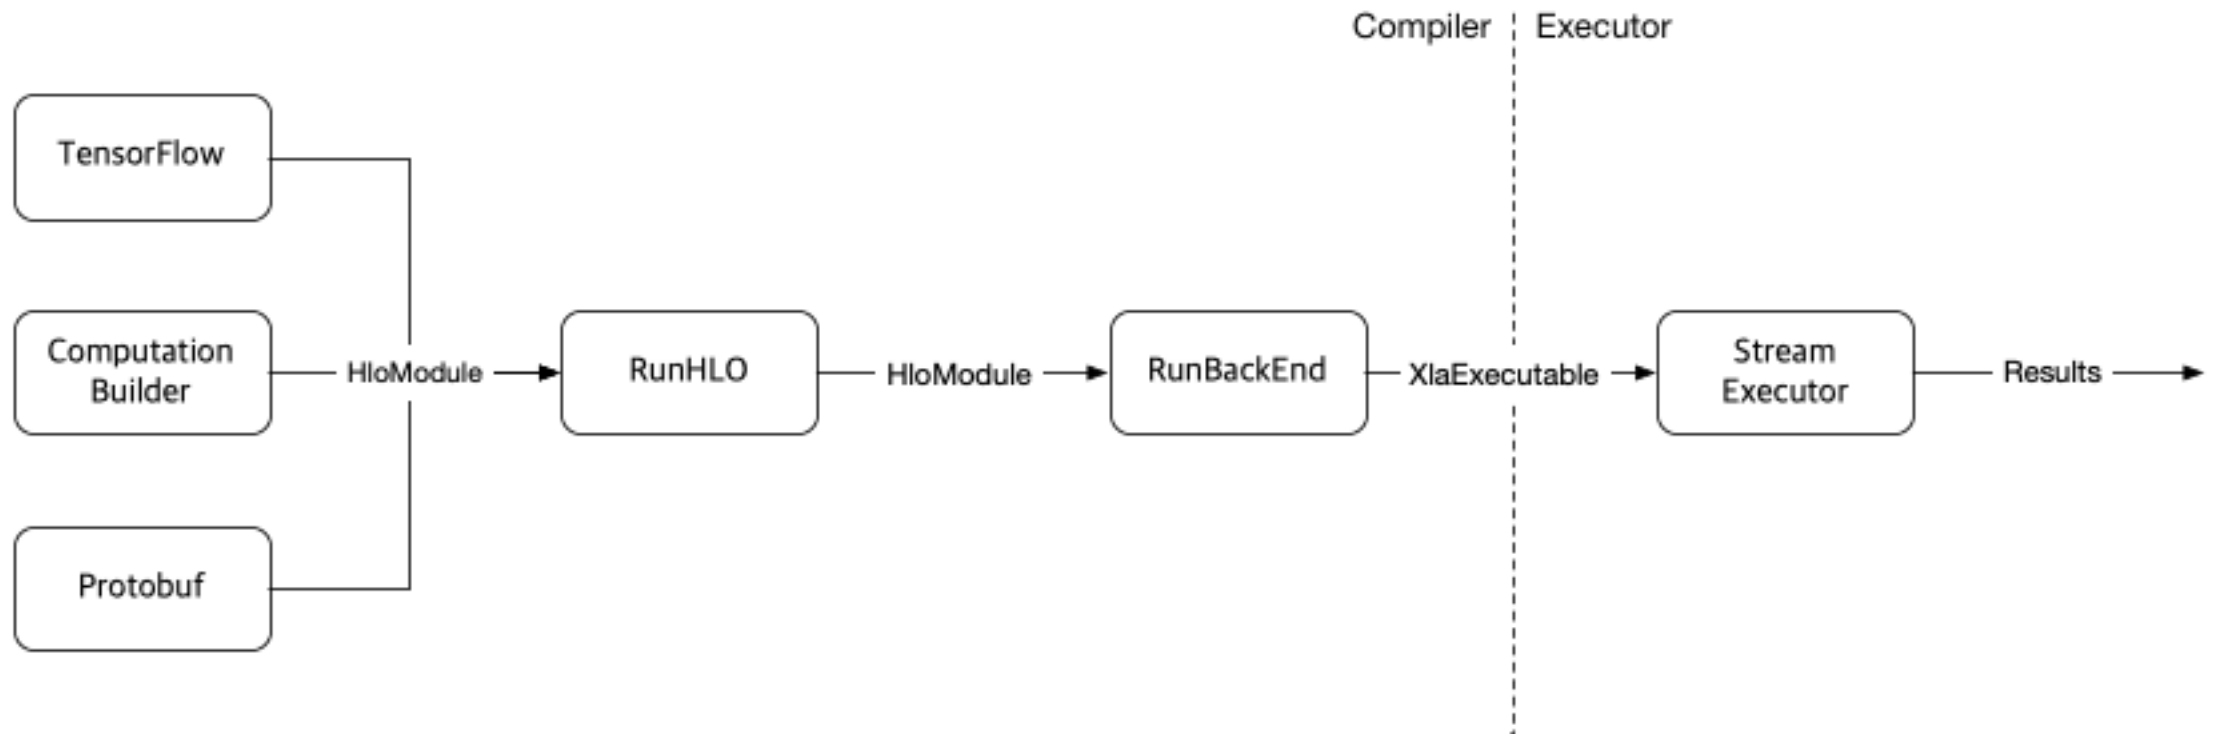 Compiler
Executor
TensorFlow
Computation
Builder
Protobuf
HloModule
RunHLO
HloModule
RunBackEnd
XlaExecutable
Stream
Executor
Results